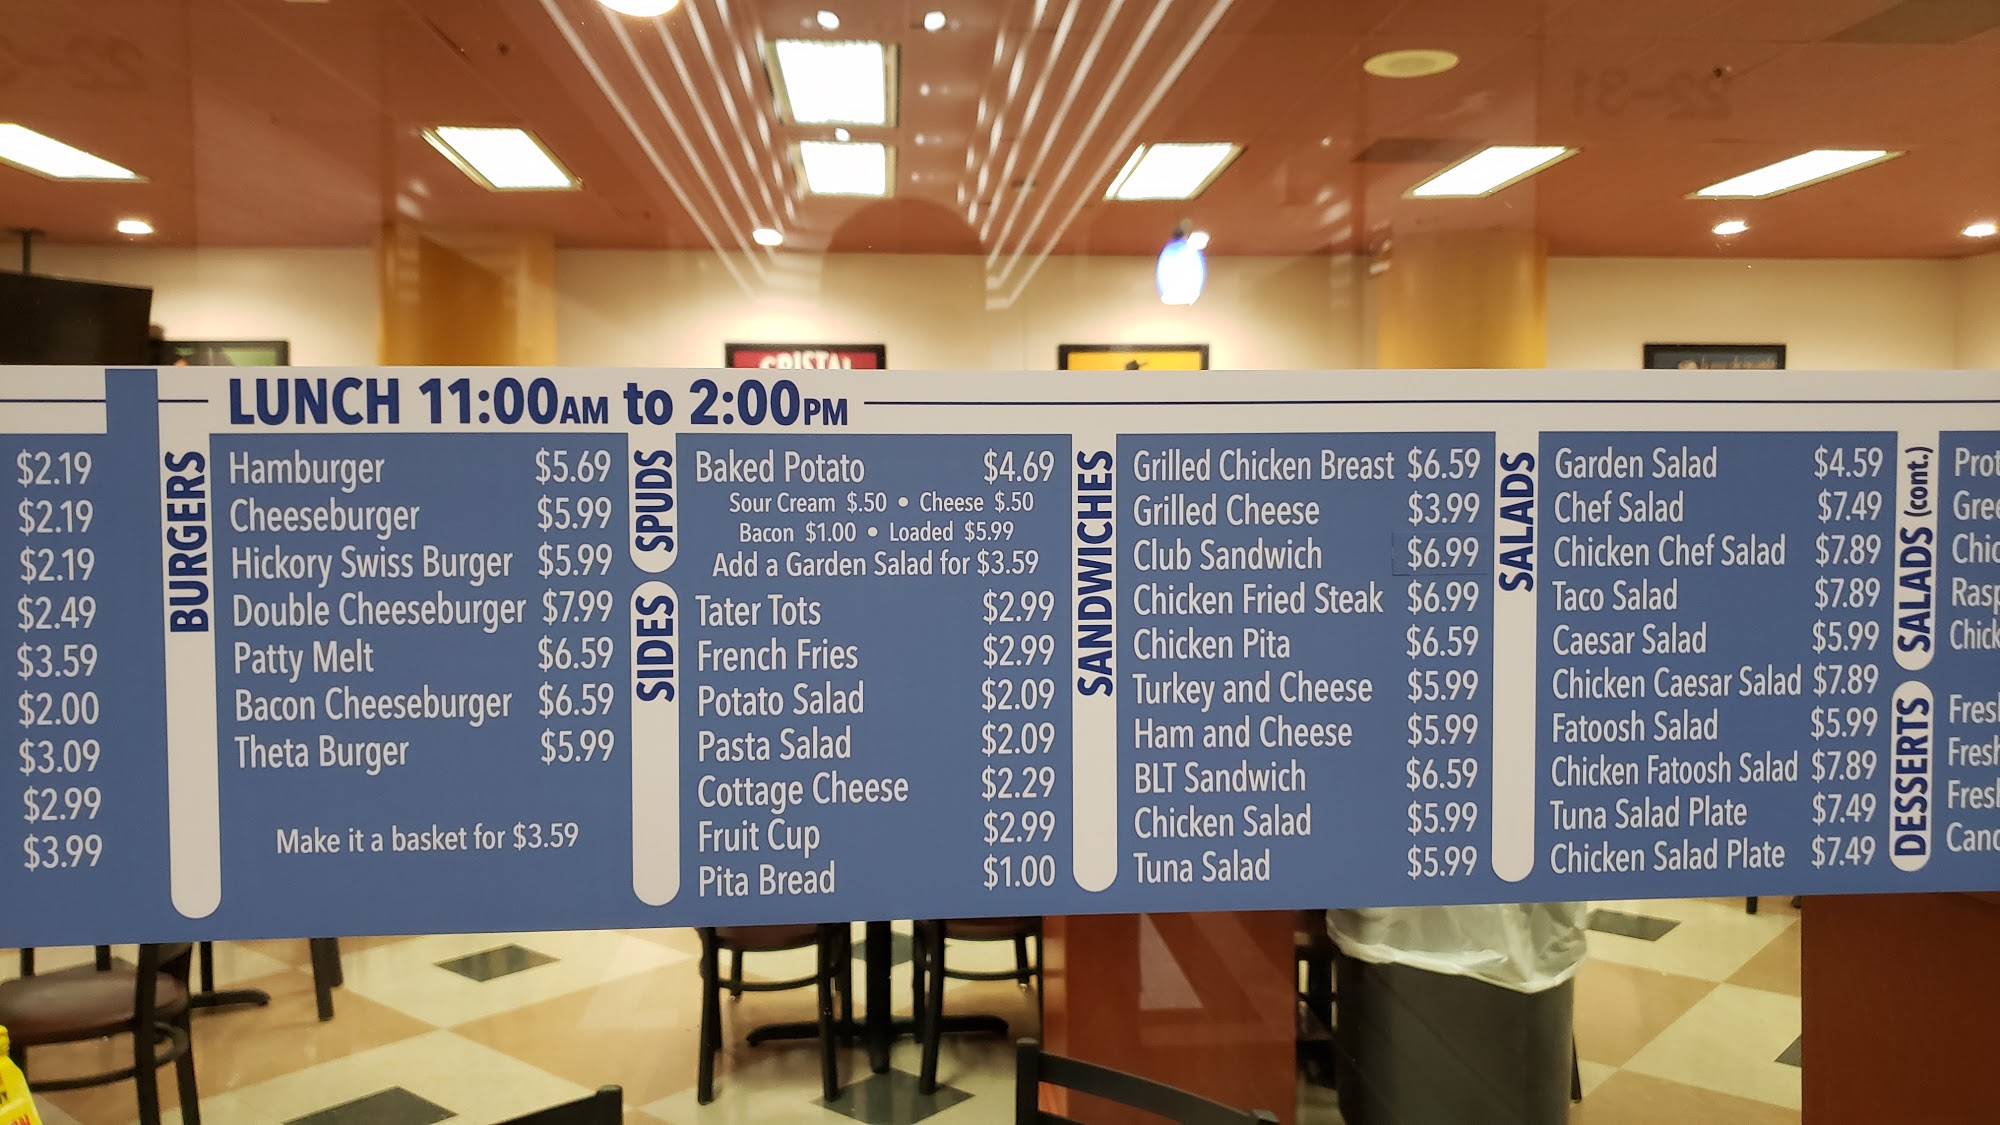 CRISTAL
LUNCH 11:00AM to 2:00PM
$2.19
$2.19
$2.19
$2.49
$3.59
$2.00
$3.09
$2.99
$3.99
BURGERS
Hamburger $5.69
Cheeseburger $5.99
Hickory Swiss Burger $5.99
Double Cheeseburger $7.99
Patty Melt $6.59
Bacon Cheeseburger $6.59
Theta Burger $5.99
Make it a basket for $3.59
SPUDS
Baked Potato $4.69
Sour Cream $.50 • Cheese $.50
Bacon $1.00 • Loaded $5.99
Add a Garden Salad for $3.59
SIDES
Tater Tots $2.99
French Fries $2.99
Potato Salad $2.09
Pasta Salad $2.09
Cottage Cheese $2.29
Fruit Cup $2.99
Pita Bread $1.00
SANDWICHES
Grilled Chicken Breast $6.59
Grilled Cheese $3.99
Club Sandwich $6.99
Chicken Fried Steak $6.99
Chicken Pita $6.59
Turkey and Cheese $5.99
Ham and Cheese $5.99
BLT Sandwich $6.59
Chicken Salad $5.99
Tuna Salad $5.99
SALADS
Garden Salad $4.59
Chef Salad $7.49
Chicken Chef Salad $7.89
Taco Salad $7.89
Caesar Salad $5.99
Chicken Caesar Salad $7.89
Fatoosh Salad $5.99
Chicken Fatoosh Salad $7.89
Tuna Salad Plate $7.49
Chicken Salad Plate $7.49
SALADS (cont.)
Prot
Gree
Chic
Rasp
Chick
DESSERTS
Fresh
Fresh
Fresh
Canc